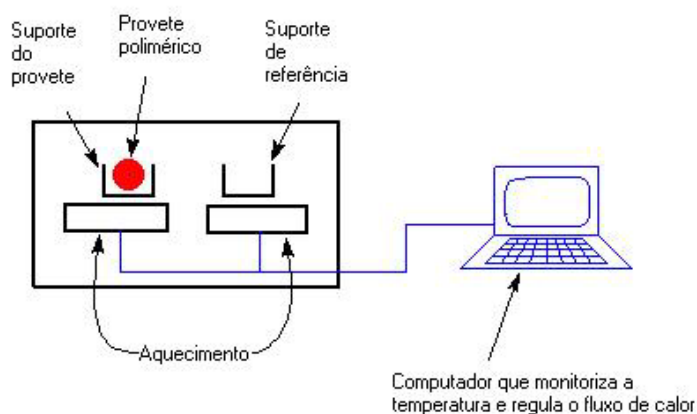 Suporte
do
provete
Provete
polimérico
Suporte
de
referência
Aquecimento
Computador que monitoriza a
temperatura e regula o fluxo de calor